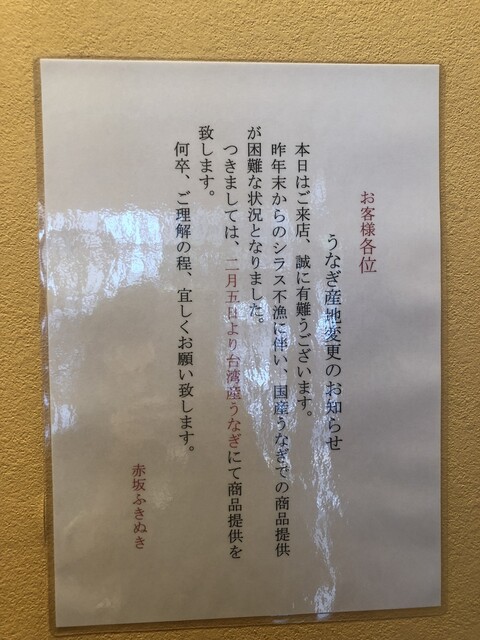 お客様各位
うなぎ産地変更のお知らせ
本日はご来店、誠に有難うございます。
昨年末からのシラス不漁に伴い、国産うなぎでの商品提供
が困難な状況となりました。
つきましては、二月五日より台湾産うなぎにて商品提供を
致します。
何卒、ご理解の程、宜しくお願い致します。
赤坂ふきぬき